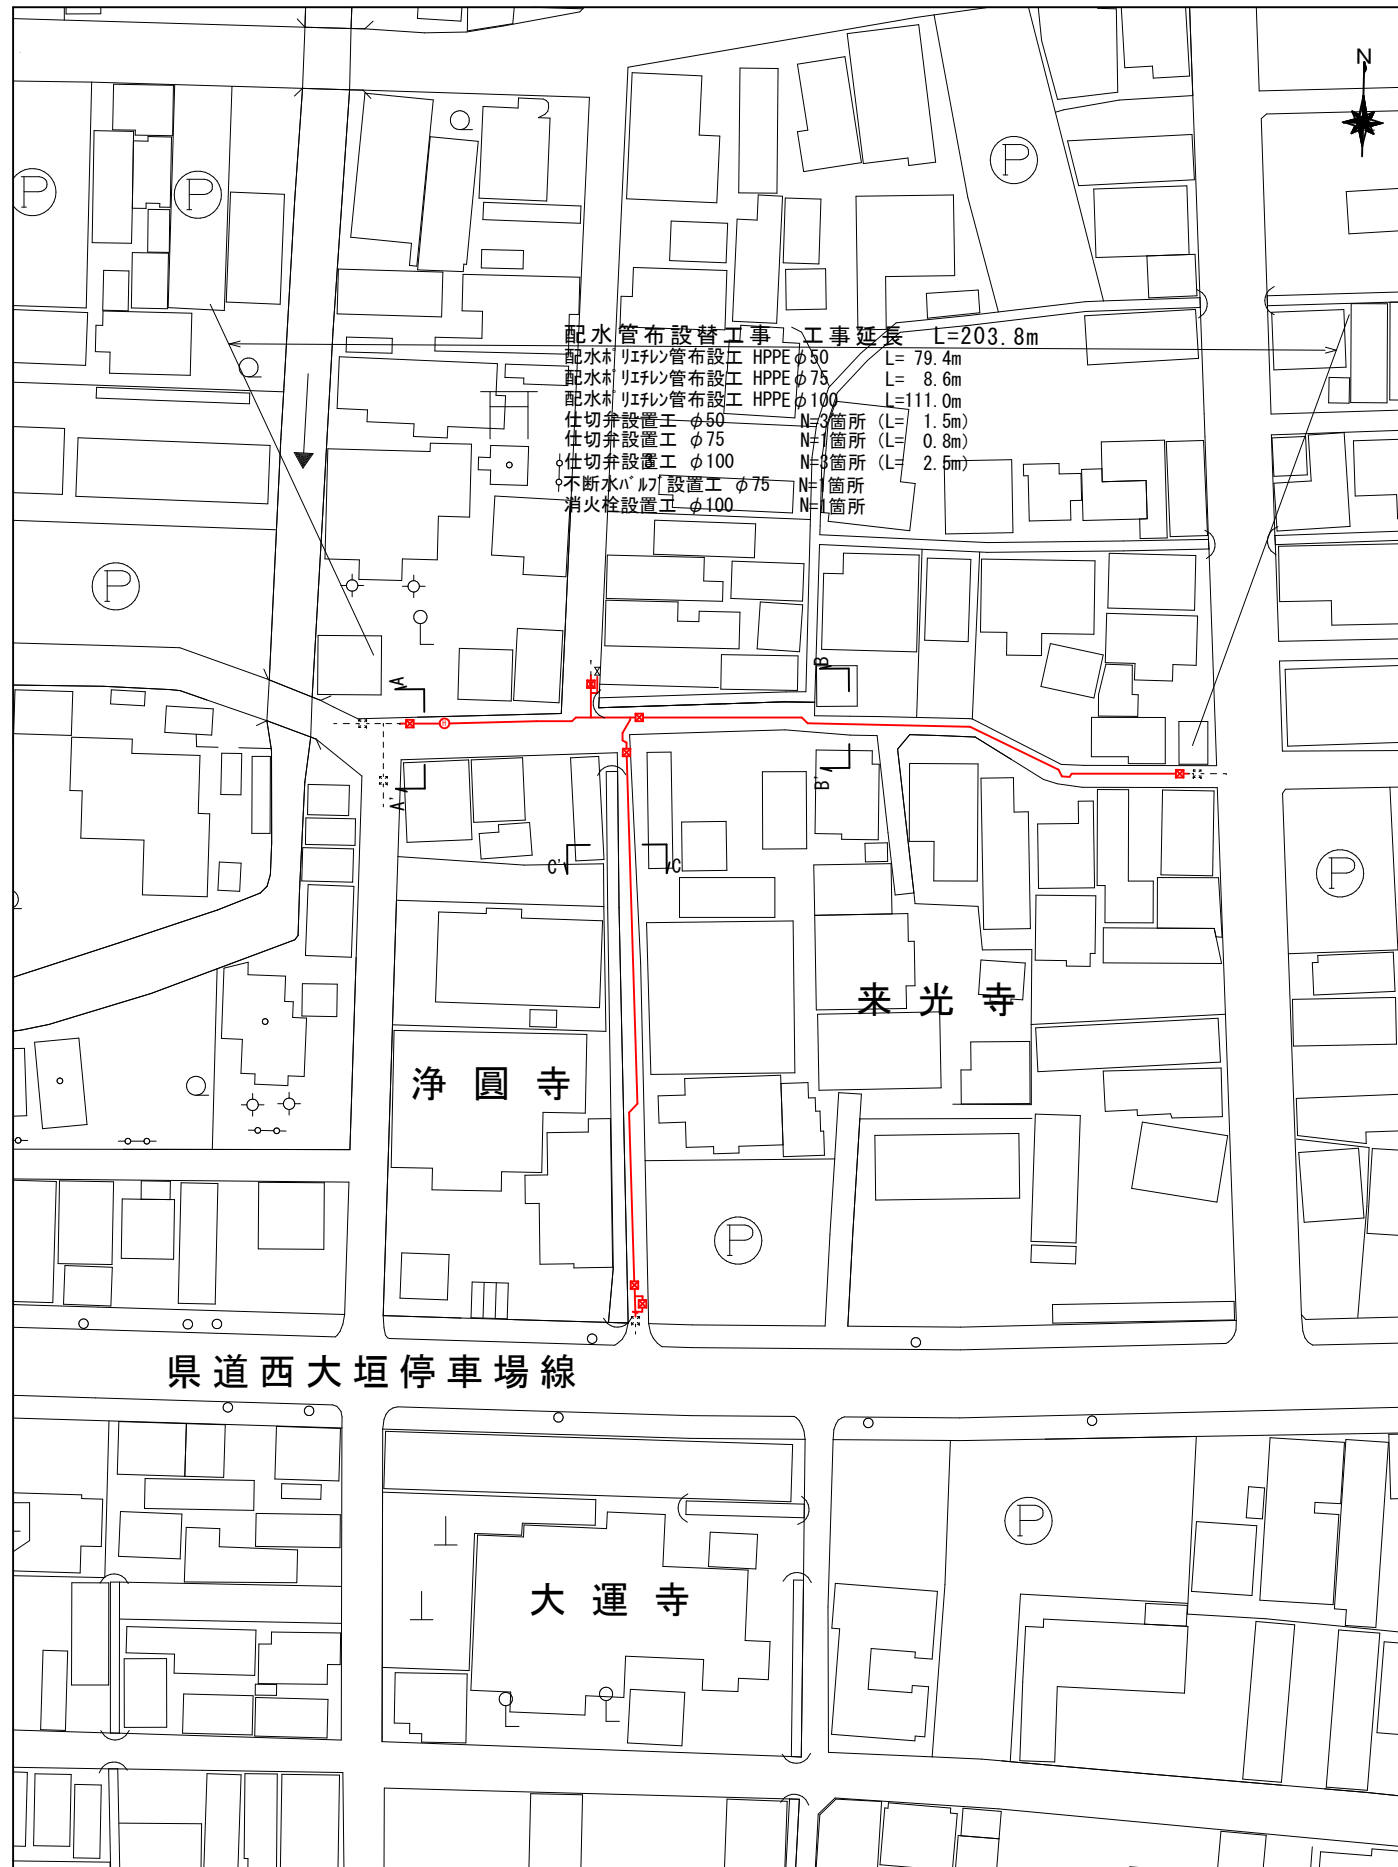 N
P
P
P
配水管布設替工事 工事延長 L=203.8m
配水ﾎﾟﾘｴﾁﾚﾝ管布設工 HPPEφ50 L= 79.4m
配水ﾎﾟﾘｴﾁﾚﾝ管布設工 HPPEφ75 L= 8.6m
配水ﾎﾟﾘｴﾁﾚﾝ管布設工 HPPEφ100 L=111.0m
仕切弁設置工 φ50 N=3箇所 (L= 1.5m)
仕切弁設置工 φ75 N=1箇所 (L= 0.8m)
仕切弁設置工 φ100 N=3箇所 (L= 2.5m)
不断水ﾊﾞﾙﾌﾞ設置工 φ75 N=1箇所
消火栓設置工 φ100 N=1箇所
P
A
B
A'
B'
C'
C
P
来光寺
浄圓寺
P
県道西大垣停車場線
P
大運寺